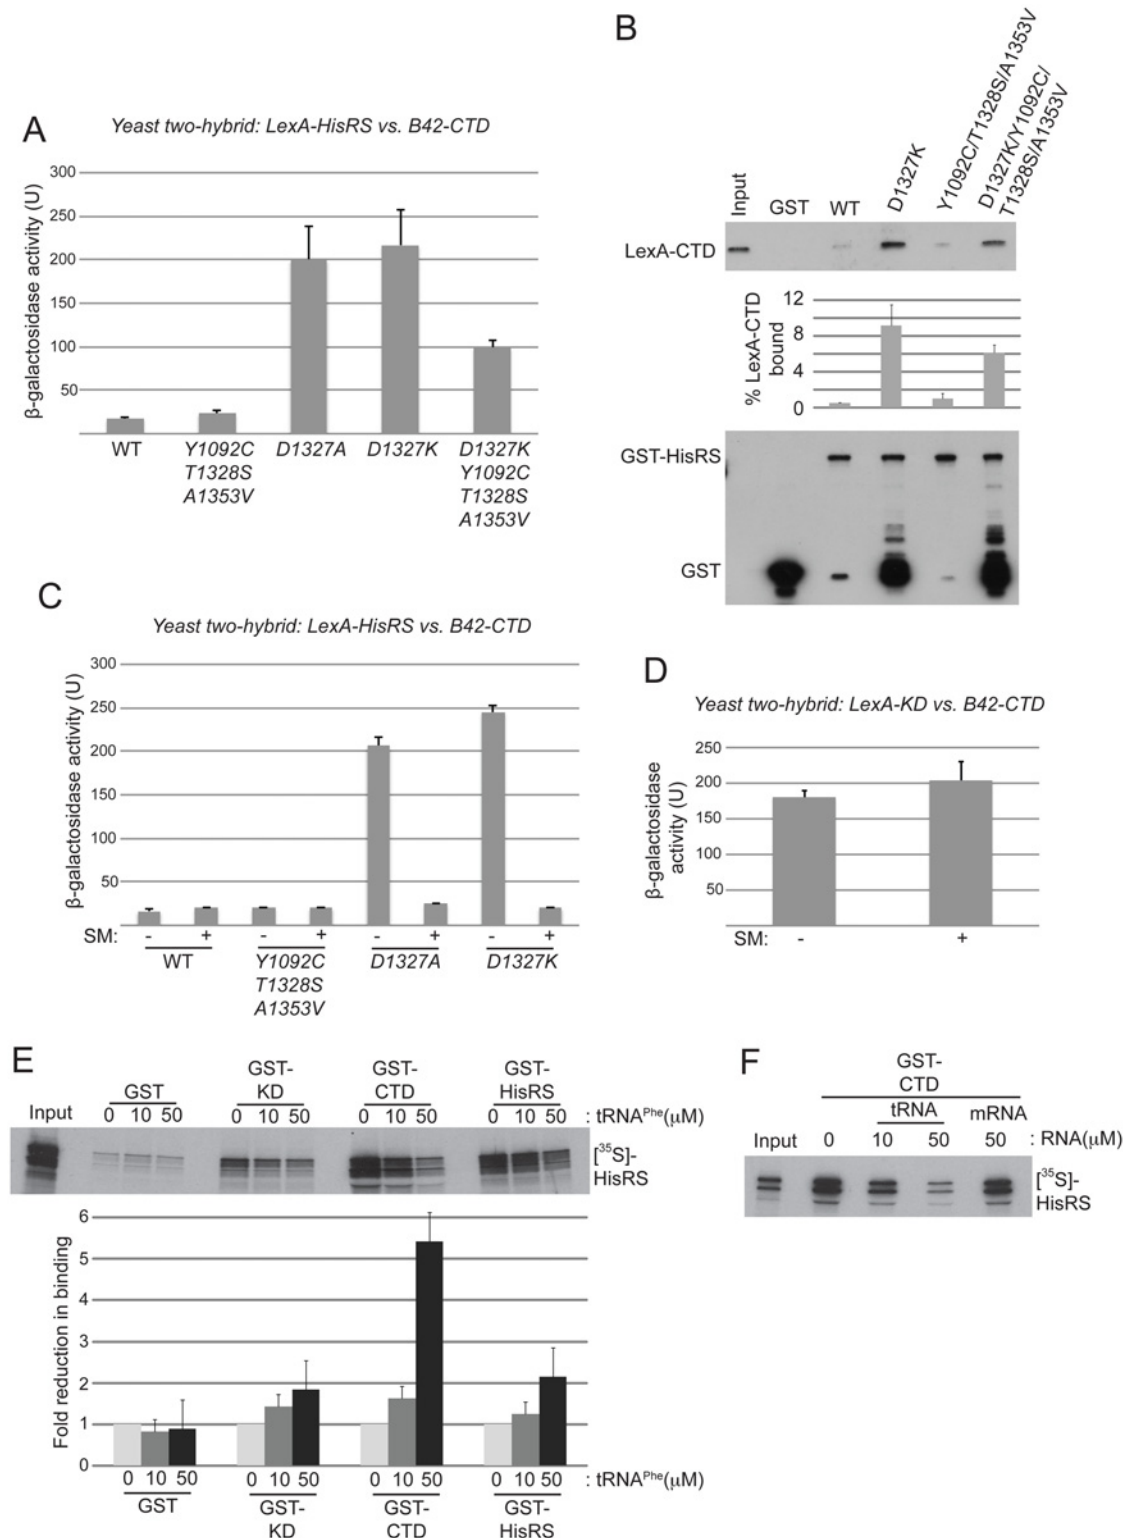 A
Yeast two-hybrid: LexA-HisRS vs. B42-CTD
β-galactosidase activity (U)
300
250
200
150
100
50
WT
Y1092C
T1328S
A1353V
D1327A
D1327K
D1327K
Y1092C
T1328S
A1353V
B
Input
GST
WT
D1327K
Y1092C/T1328S/A1353V
D1327K/Y1092C/
T1328S/A1353V
LexA-CTD
% LexA-CTD
bound
12
8
4
0
GST-HisRS
GST
C
Yeast two-hybrid: LexA-HisRS vs. B42-CTD
β-galactosidase activity (U)
300
250
200
150
100
50
SM: - + - + - + - +
WT
Y1092C
T1328S
A1353V
D1327A
D1327K
D
Yeast two-hybrid: LexA-KD vs. B42-CTD
β-galactosidase
activity (U)
250
200
150
100
50
SM: - +
E
Input
GST
GST-
KD
GST-
CTD
GST-
HisRS
0 10 50 0 10 50 0 10 50 0 10 50 : tRNAPhe(μM)
[35S]-
HisRS
Fold reduction in binding
6
5
4
3
2
1
0
0 10 50 0 10 50 0 10 50 0 10 50 : tRNAPhe(μM)
GST
GST-
KD
GST-
CTD
GST-
HisRS
F
GST-
CTD
tRNA mRNA
Input 0 10 50 50 : RNA(μM)
[35S]-
HisRS